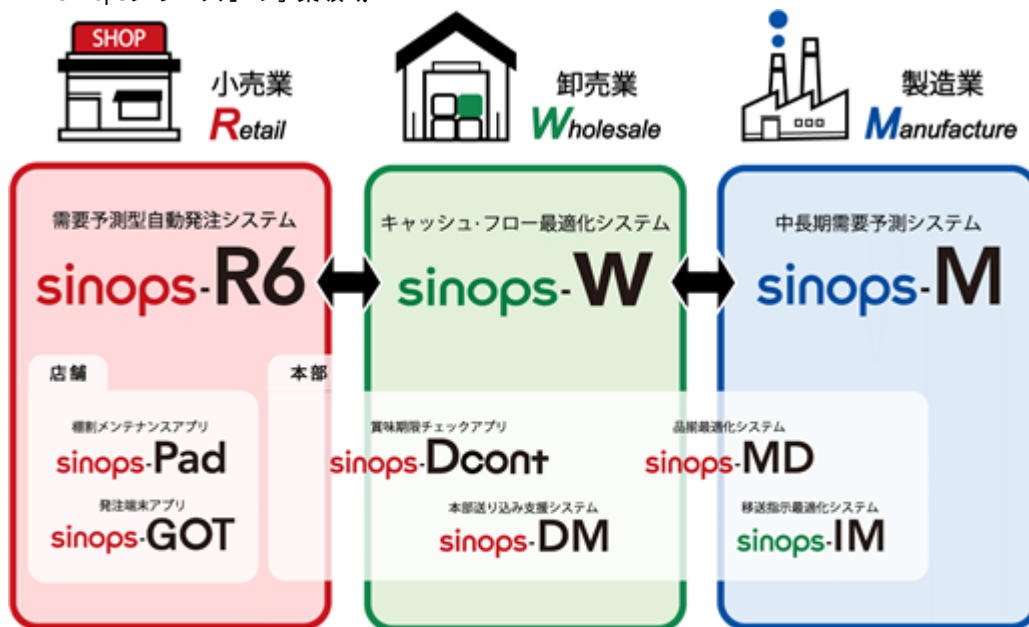 SHOP
小売業
Retail
卸売業
Wholesale
製造業
Manufacture
需要予測型自動発注システム
sinops-R6
キャッシュ・フロー最適化システム
sinops-W
中長期需要予測システム
sinops-M
店舗
棚割メンテナンスアプリ
sinops-Pad
発注端末アプリ
sinops-GOT
本部
賞味期限チェックアプリ
sinops-Dcont
品揃最適化システム
sinops-MD
本部送り込み支援システム
sinops-DM
移送指示最適化システム
sinops-IM